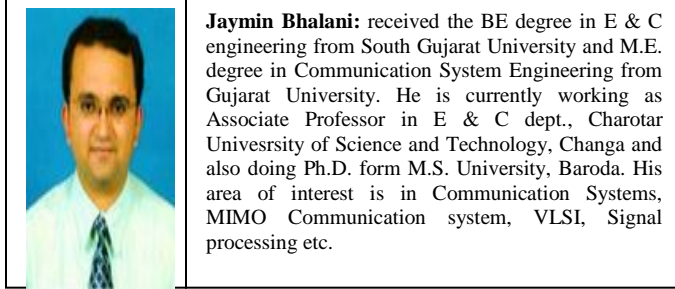 Jaymin Bhalani: received the BE degree in E & C
engineering from South Gujarat University and M.E.
degree in Communication System Engineering from
Gujarat University. He is currently working as
Associate Professor in E & C dept., Charotar
Univesrsity of Science and Technology, Changa and
also doing Ph.D. form M.S. University, Baroda. His
area of interest is in Communication Systems,
MIMO Communication system, VLSI, Signal
processing etc.